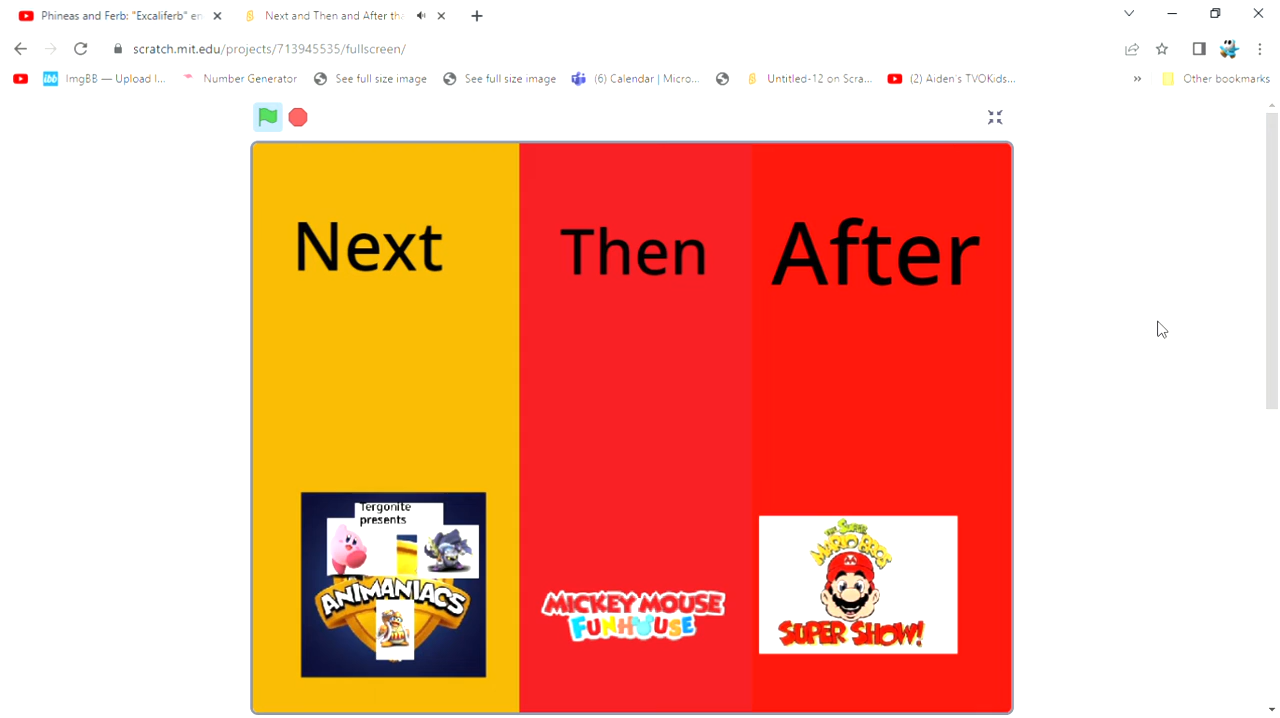 Phineas and Ferb: "Excaliferb" en
Next and Then and After tha
scratch.mit.edu/projects/713945535/fullscreen/
ibb ImgBB — Upload I...
Number Generator
See full size image
See full size image
(6) Calendar | Micro...
Untitled-12 on Scra...
(2) Aiden's TVOKids...
»
Other bookmarks
Next
Then
After
Tergonite
presents
ANIMANIACS
MICKEY MOUSE
FUNHOUSE
THE SUPER
MARIO BROS
SUPER SHOW!